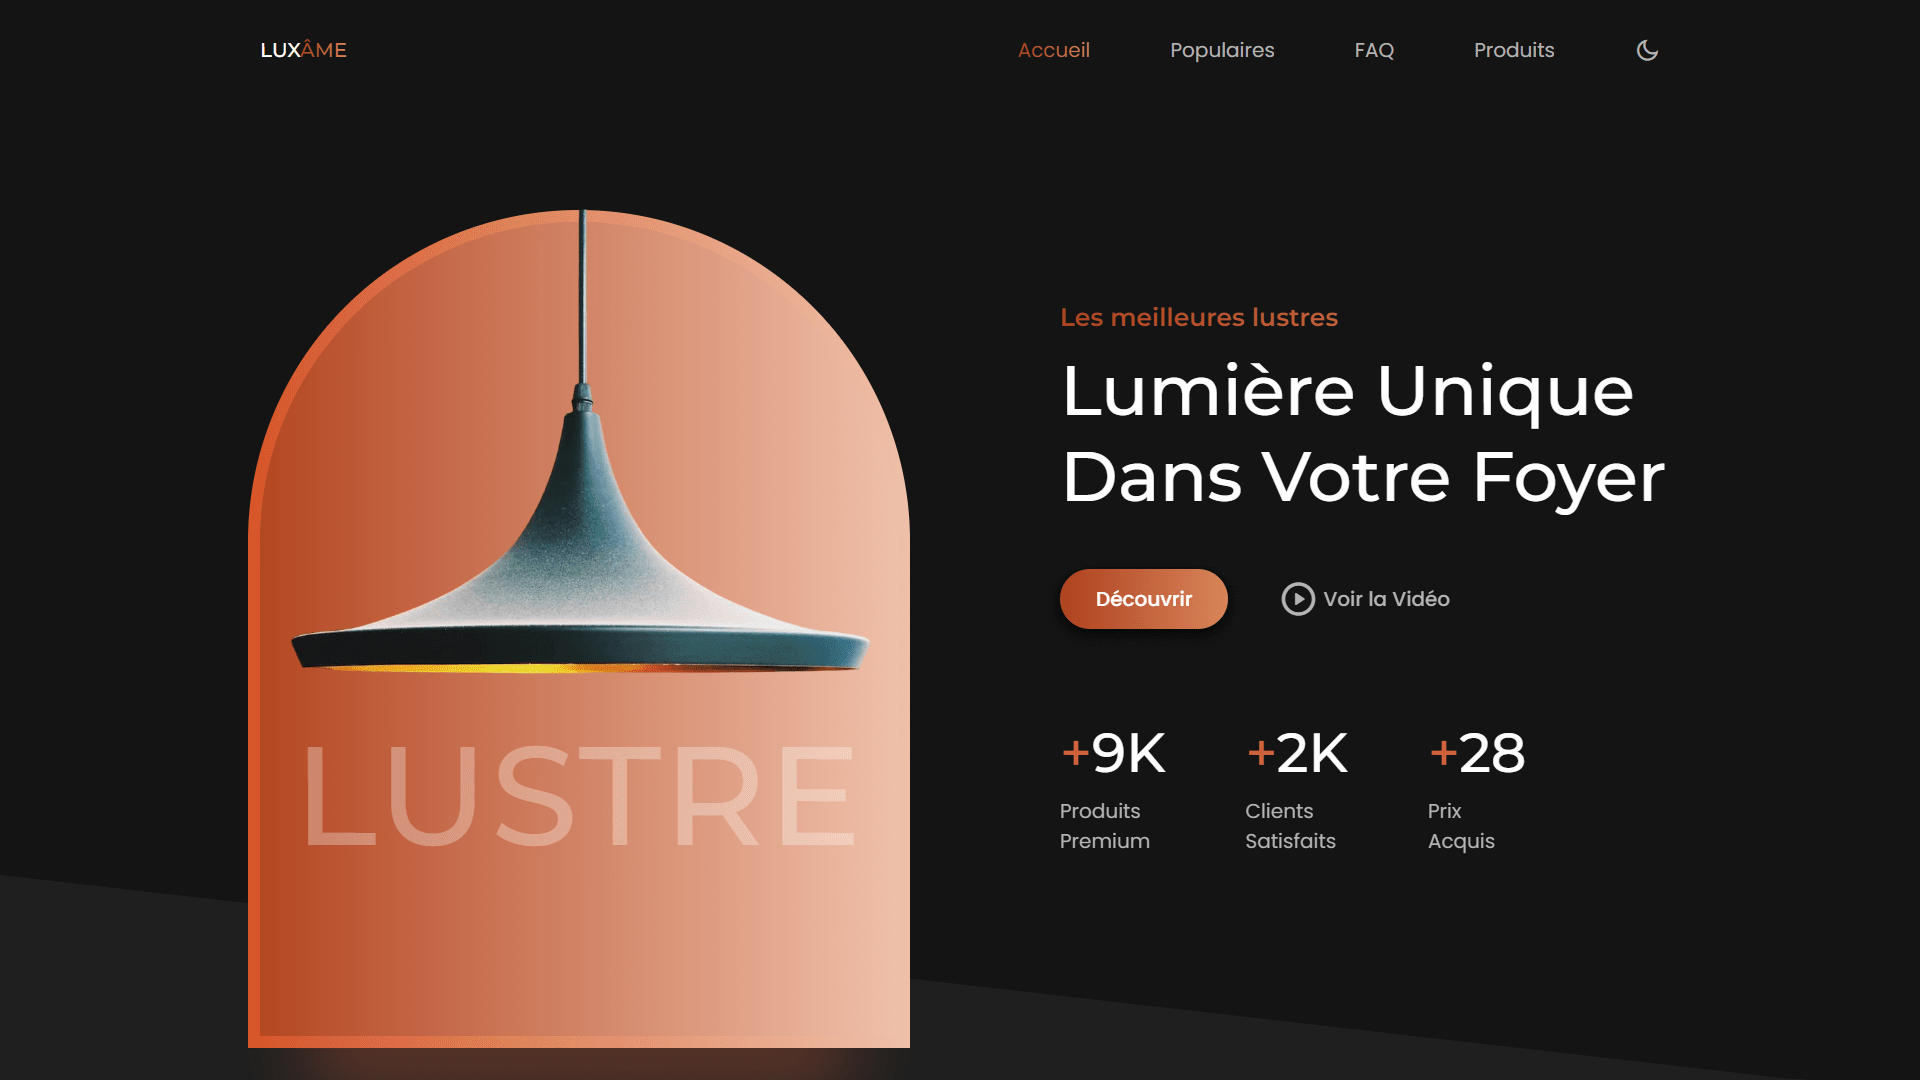 LUXÂME
Accueil
Populaires
FAQ
Produits
Les meilleures lustres
Lumière Unique
Dans Votre Foyer
Découvrir
Voir la Vidéo
LUSTRE
+9K
+2K
+28
Produits
Premium
Clients
Satisfaits
Prix
Acquis